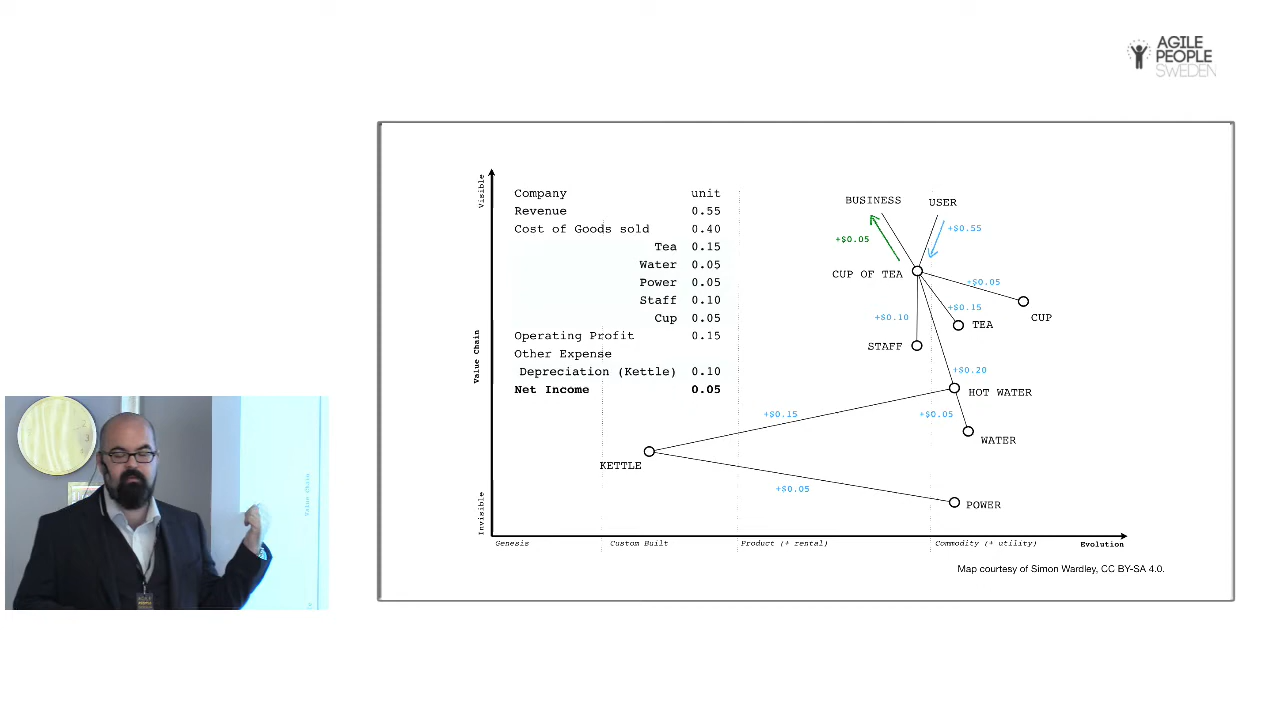 AGILE
PEOPLE
SWEDEN
Visible
Value Chain
Invisible
Company unit
Revenue 0.55
Cost of Goods sold 0.40
Tea 0.15
Water 0.05
Power 0.05
Staff 0.10
Cup 0.05
Operating Profit 0.15
Other Expense
Depreciation (Kettle) 0.10
Net Income 0.05
BUSINESS
USER
+$0.05
+$0.55
CUP OF TEA
+$0.05
+$0.15
CUP
+$0.10
TEA
STAFF
+$0.20
HOT WATER
+$0.15
+$0.05
WATER
KETTLE
+$0.05
POWER
Genesis
Custom Built
Product (+ rental)
Commodity (+ utility)
Evolution
Map courtesy of Simon Wardley, CC BY-SA 4.0.
Value Chain